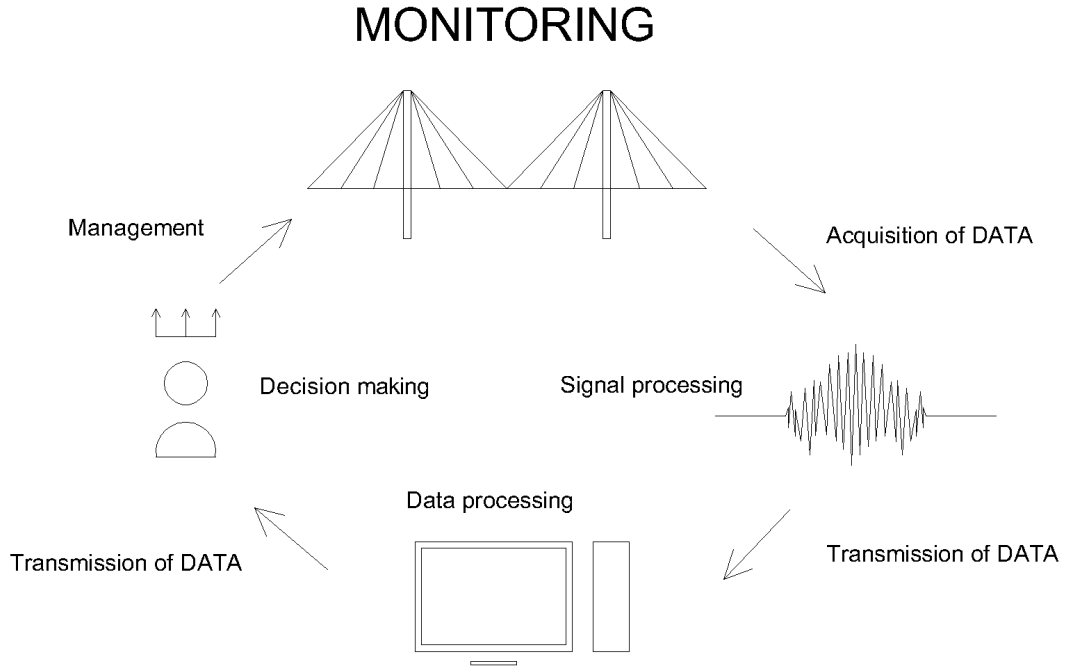 MONITORING
Management
Acquisition of DATA
Decision making
Signal processing
Data processing
Transmission of DATA
Transmission of DATA